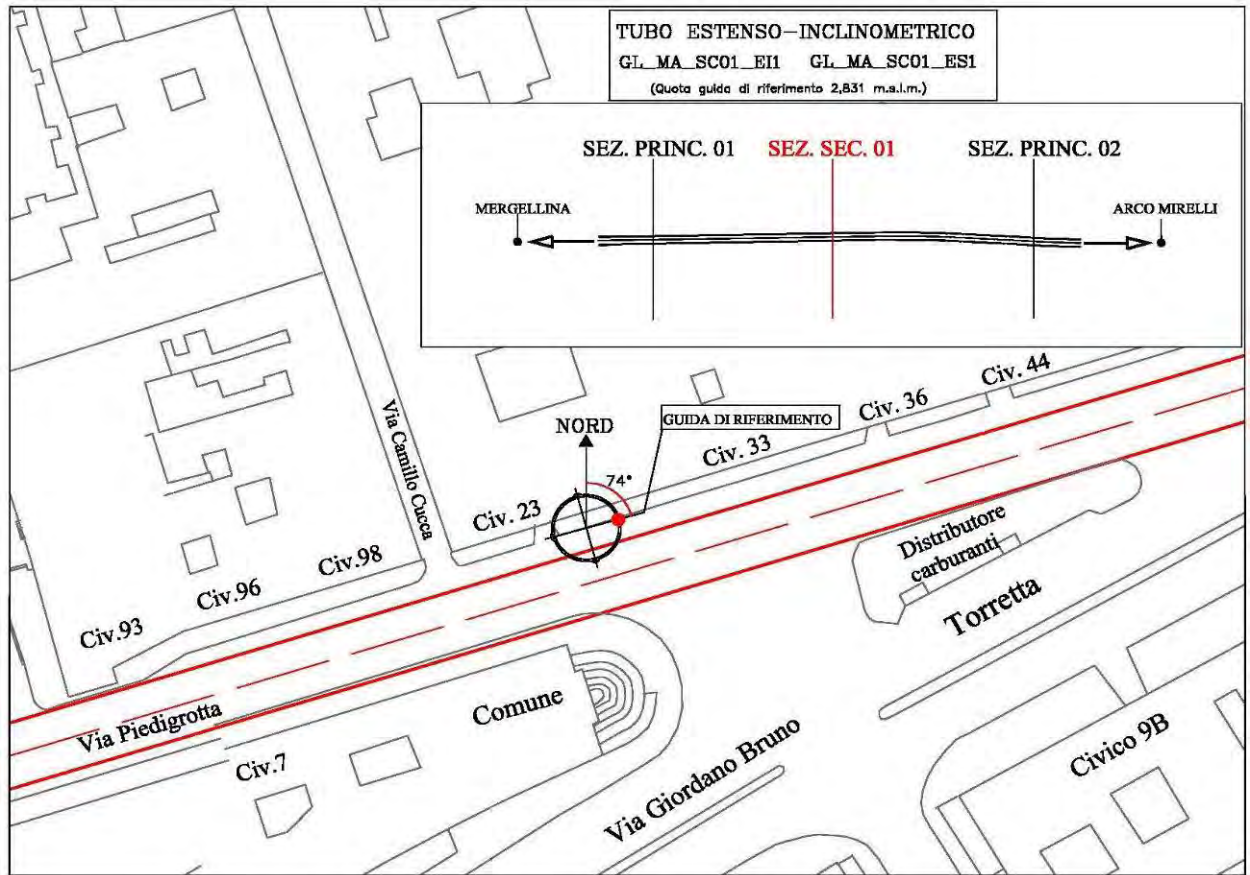 TUBO ESTENSO-INCLINOMETRICO
GL_MA_SC01_EI1 GL_MA_SC01_ES1
(Quota guida di riferimento 2,831 m.s.l.m.)
SEZ. PRINC. 01 SEZ. SEC. 01 SEZ. PRINC. 02
MERGELLINA
ARCO MIRELLI
Via Camillo Cucca
NORD
74°
GUIDA DI RIFERIMENTO
Civ. 23
Civ. 33
Civ. 36
Civ. 44
Civ.93
Civ.96
Civ.98
Distributore
carburanti
Torretta
Via Piedigrotta
Comune
Civ.7
Via Giordano Bruno
Civico 9B